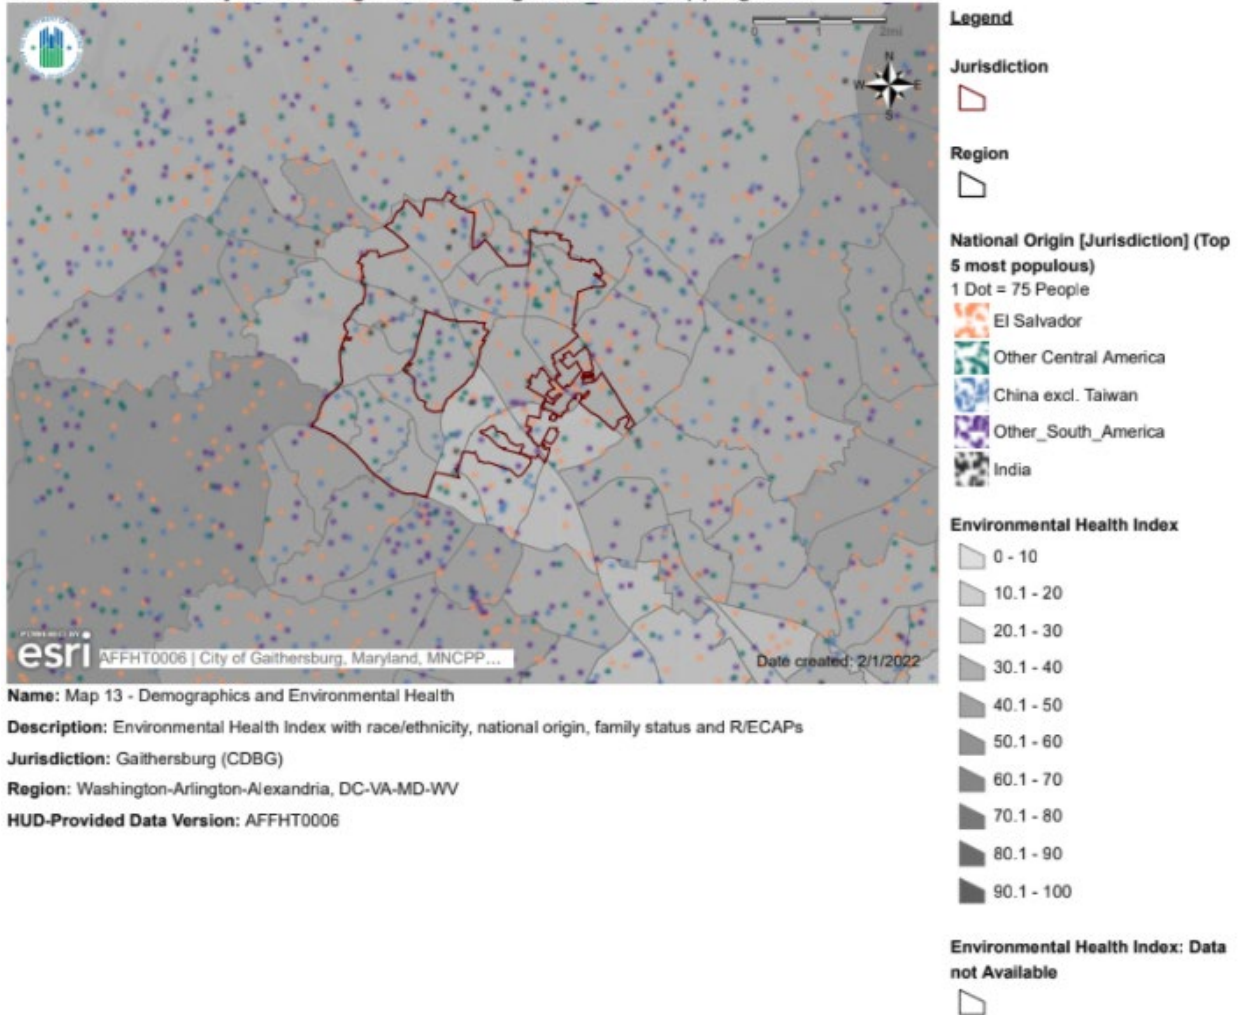 0 1 2mi
N
W E
S
POWERED BY
esri
AFFHT0006 | City of Gaithersburg, Maryland, MNCPP...
Date created: 2/1/2022
Name: Map 13 - Demographics and Environmental Health
Description: Environmental Health Index with race/ethnicity, national origin, family status and R/ECAPs
Jurisdiction: Gaithersburg (CDBG)
Region: Washington-Arlington-Alexandria, DC-VA-MD-WV
HUD-Provided Data Version: AFFHT0006
Legend
Jurisdiction
Region
National Origin [Jurisdiction] (Top
5 most populous)
1 Dot = 75 People
El Salvador
Other Central America
China excl. Taiwan
Other_South_America
India
Environmental Health Index
0 - 10
10.1 - 20
20.1 - 30
30.1 - 40
40.1 - 50
50.1 - 60
60.1 - 70
70.1 - 80
80.1 - 90
90.1 - 100
Environmental Health Index: Data
not Available